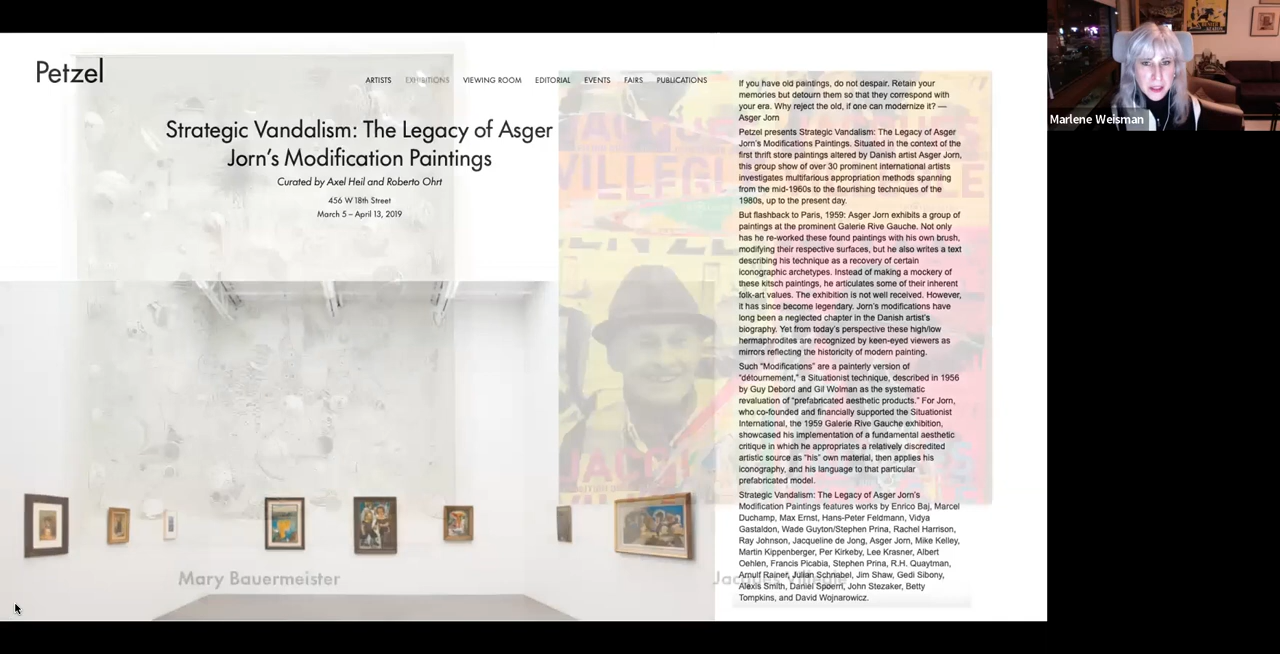 Petzel
ARTISTS EXHIBITIONS VIEWING ROOM EDITORIAL EVENTS FAIRS PUBLICATIONS
Strategic Vandalism: The Legacy of Asger
Jorn's Modification Paintings
Curated by Axel Heil and Roberto Ohrt
456 W 18th Street
March 5 – April 13, 2019
If you have old paintings, do not despair. Retain your
memories but detourn them so that they correspond with
your era. Why reject the old, if one can modernize it? —
Asger Jorn
Petzel presents Strategic Vandalism: The Legacy of Asger
Jorn's Modifications Paintings. Situated in the context of the
first thrift store paintings altered by Danish artist Asger Jorn,
this group show of over 30 prominent international artists
investigates multifarious appropriation methods spanning
from the mid-1960s to the flourishing techniques of the
1980s, up to the present day.
But flashback to Paris, 1959: Asger Jorn exhibits a group of
paintings at the prominent Galerie Rive Gauche. Not only
has he re-worked these found paintings with his own brush,
modifying their respective surfaces, but he also writes a text
describing his technique as a recovery of certain
iconographic archetypes. Instead of making a mockery of
these kitsch paintings, he articulates some of their inherent
folk-art values. The exhibition is not well received. However,
it has since become legendary. Jorn's modifications have
long been a neglected chapter in the Danish artist's
biography. Yet from today's perspective these high/low
hermaphrodites are recognized by keen-eyed viewers as
mirrors reflecting the historicity of modern painting.
Such "Modifications" are a painterly version of
"détournement," a Situationist technique, described in 1956
by Guy Debord and Gil Wolman as the systematic
revaluation of "prefabricated aesthetic products." For Jorn,
who co-founded and financially supported the Situationist
International, the 1959 Galerie Rive Gauche exhibition,
showcased his implementation of a fundamental aesthetic
critique in which he appropriates a relatively discredited
artistic source as "his" own material, then applies his
iconography, and his language to that particular
prefabricated model.
Strategic Vandalism: The Legacy of Asger Jorn's
Modification Paintings features works by Enrico Baj, Marcel
Duchamp, Max Ernst, Hans-Peter Feldmann, Vidya
Gastaldon, Wade Guyton/Stephen Prina, Rachel Harrison,
Ray Johnson, Jacqueline de Jong, Asger Jorn, Mike Kelley,
Martin Kippenberger, Per Kirkeby, Lee Krasner, Albert
Oehlen, Francis Picabia, Stephen Prina, R.H. Quaytman,
Arnulf Rainer, Julian Schnabel, Jim Shaw, Gedi Sibony,
Alexis Smith, Daniel Spoerri, John Stezaker, Betty
Tompkins, and David Wojnarowicz.
Mary Bauermeister
Marlene Weisman